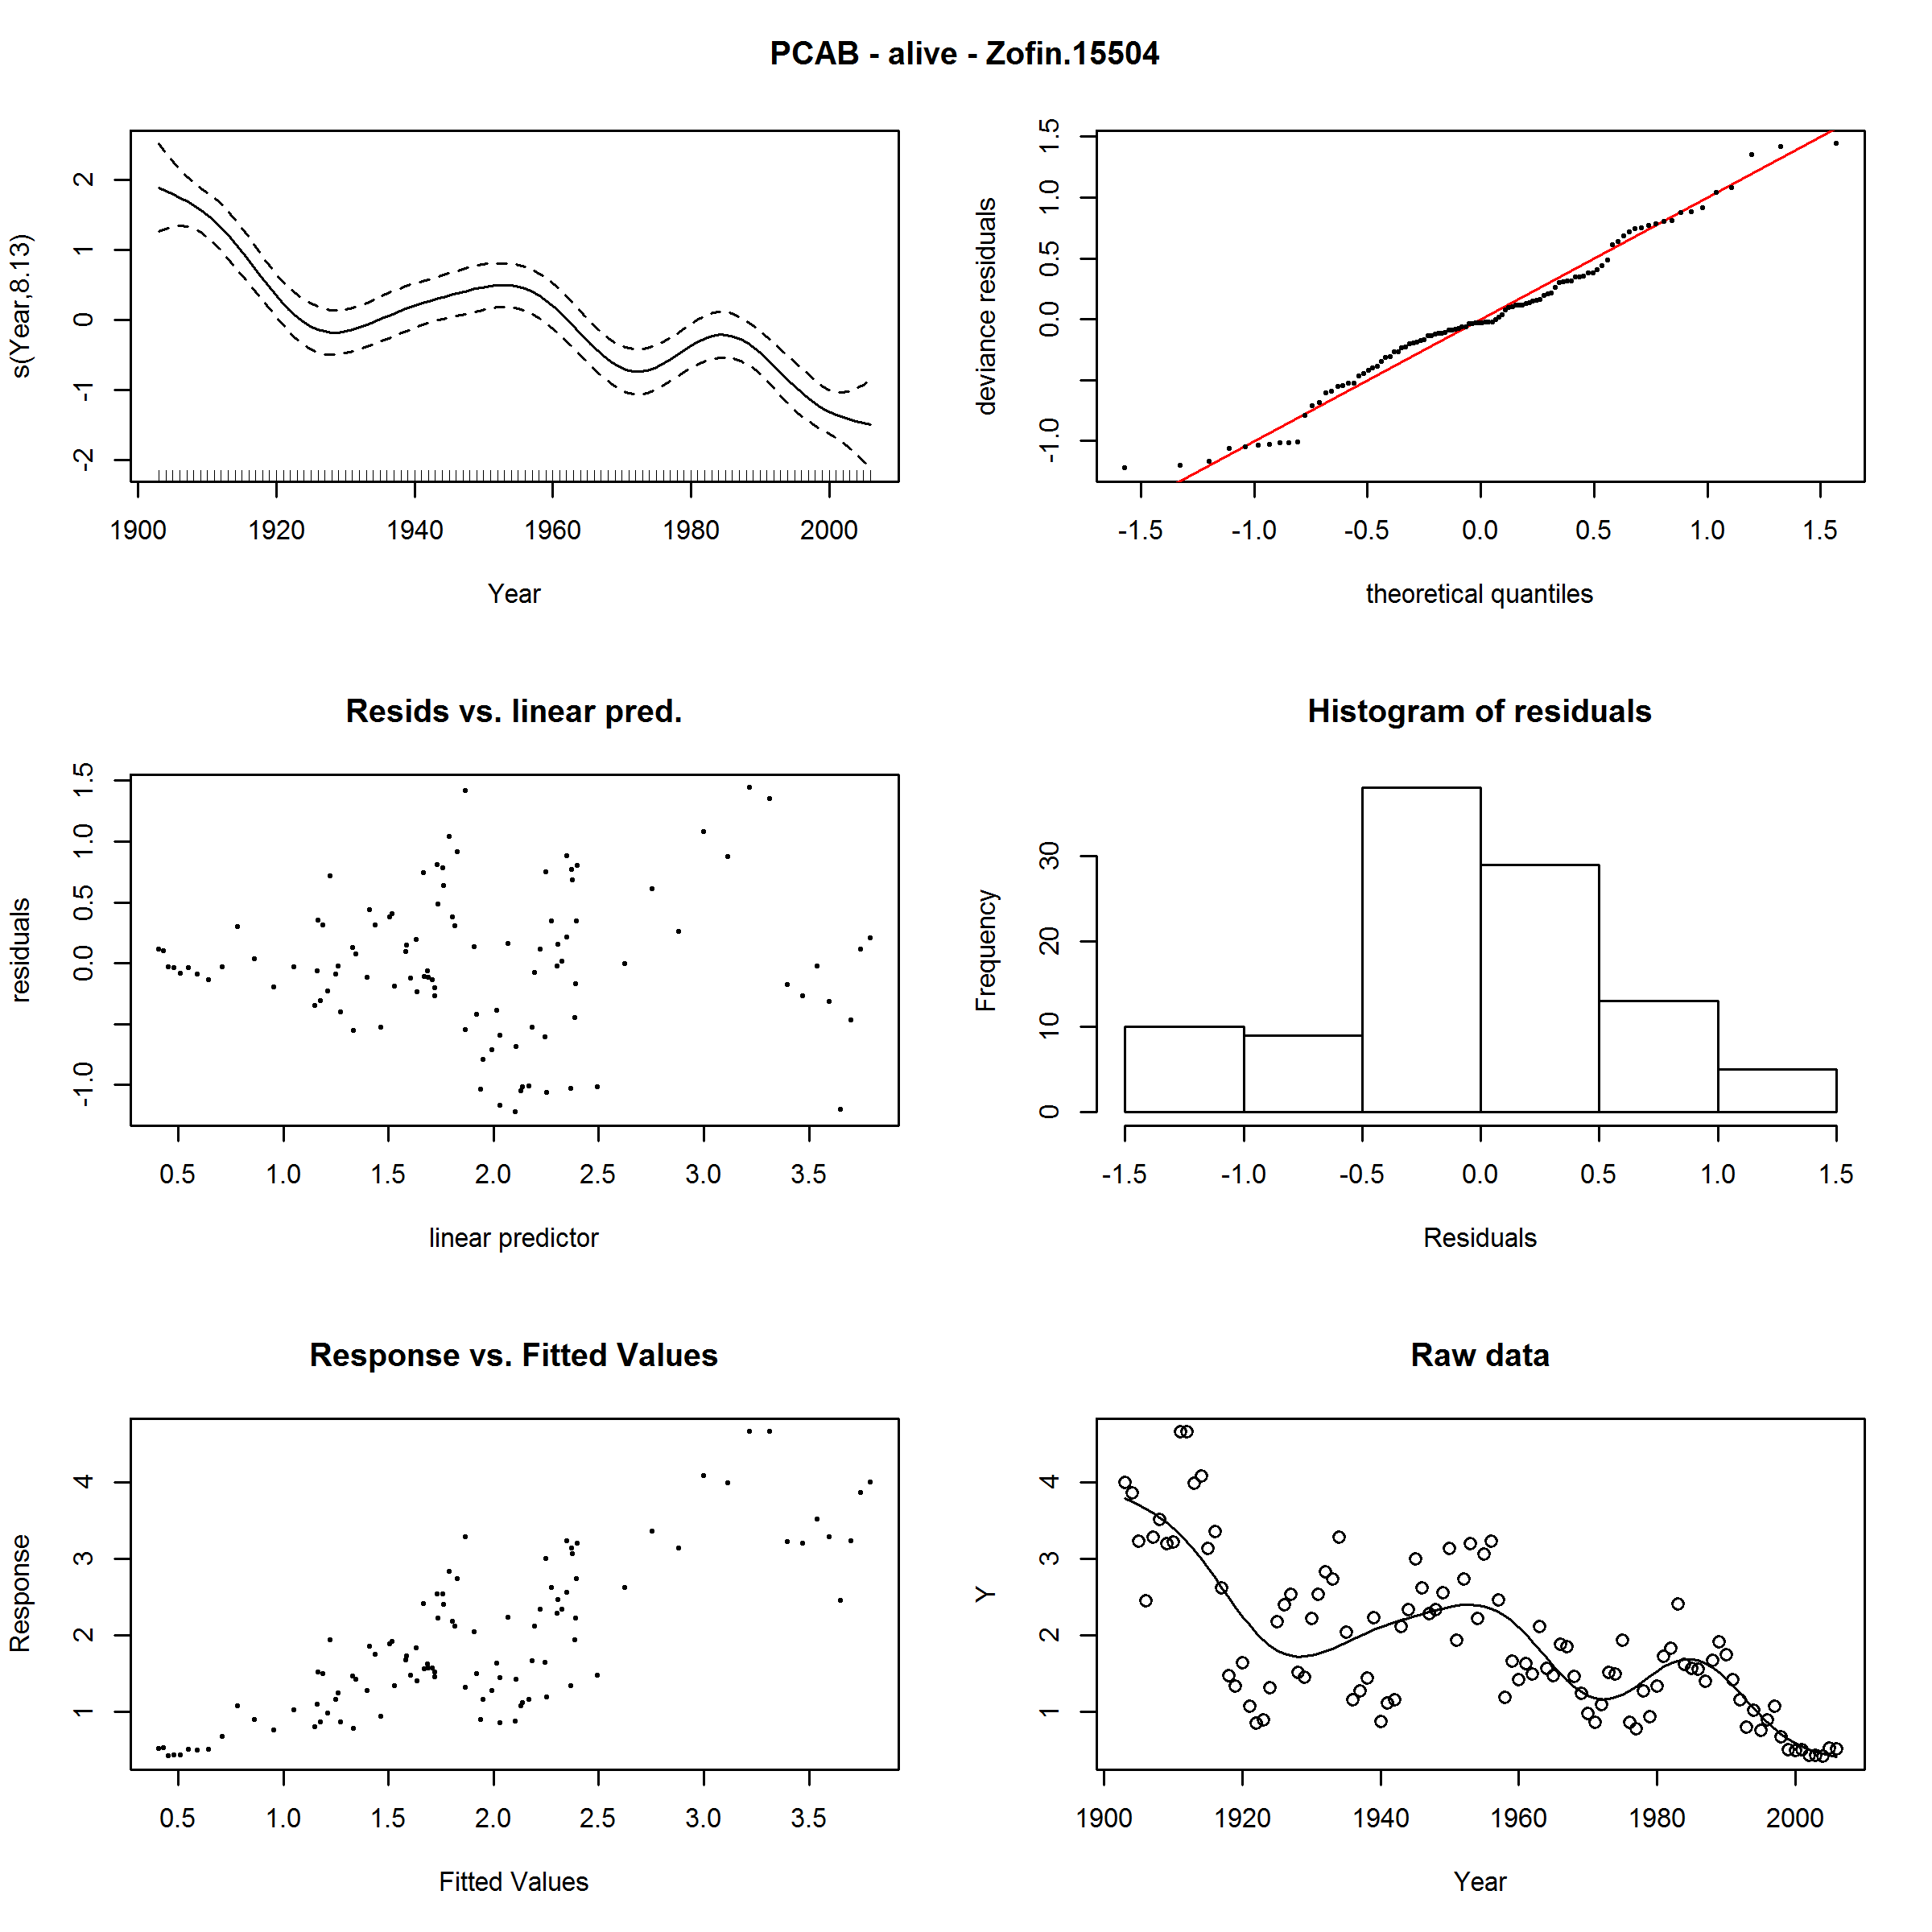 PCAB - alive - Zofin.15504
s(Year,8.13)
2
1
0
-1
-2
1900 1920 1940 1960 1980 2000
Year
deviance residuals
1.5
1.0
0.5
0.0
-1.0
-1.5 -0.5 0.0 0.5 1.0 1.5
theoretical quantiles
Resids vs. linear pred.
residuals
1.5
1.0
0.5
0.0
-1.0
0.5 1.0 1.5 2.0 2.5 3.0 3.5
linear predictor
Histogram of residuals
Frequency
30
20
10
0
-1.5 -1.0 -0.5 0.0 0.5 1.0 1.5
Residuals
Response vs. Fitted Values
Response
4
3
2
1
0.5 1.0 1.5 2.0 2.5 3.0 3.5
Fitted Values
Raw data
Y
4
3
2
1
1900 1920 1940 1960 1980 2000
Year